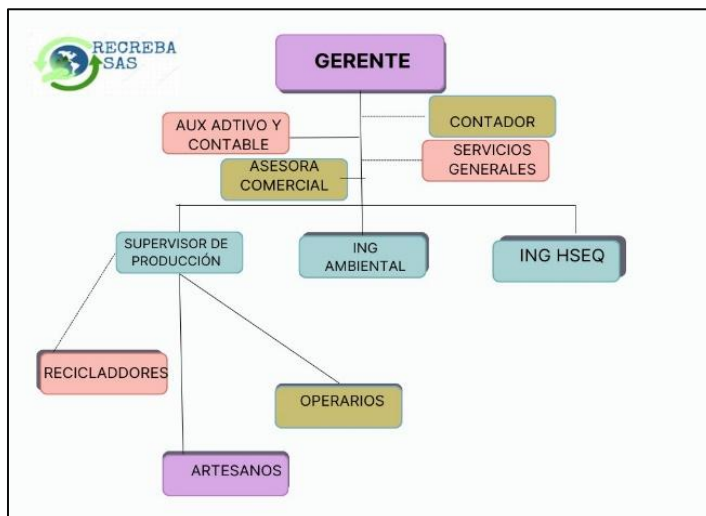 RECREBA
SAS
GERENTE
AUX ADTIVO Y
CONTABLE
CONTADOR
SERVICIOS
GENERALES
ASESORA
COMERCIAL
SUPERVISOR DE
PRODUCCIÓN
ING
AMBIENTAL
ING HSEQ
RECICLADDORES
OPERARIOS
ARTESANOS